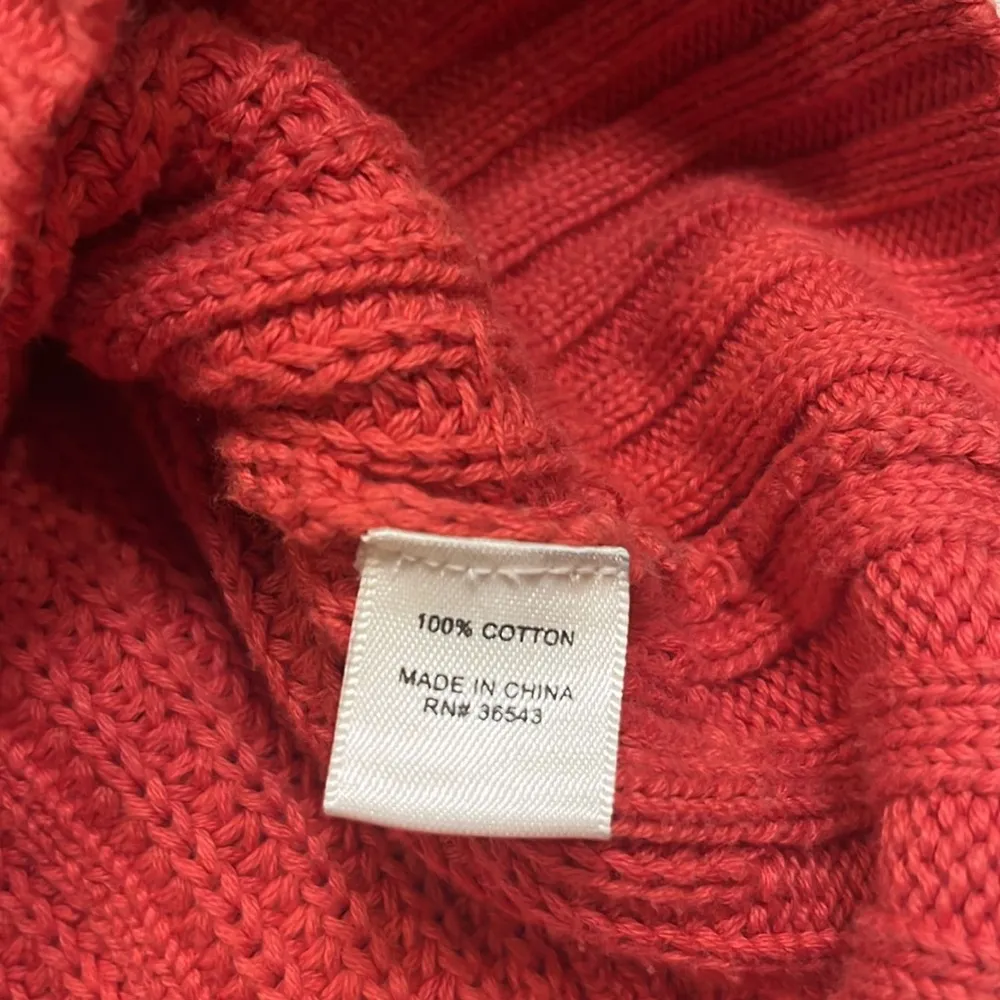 100% COTTON
MADE IN CHINA
RN# 36543